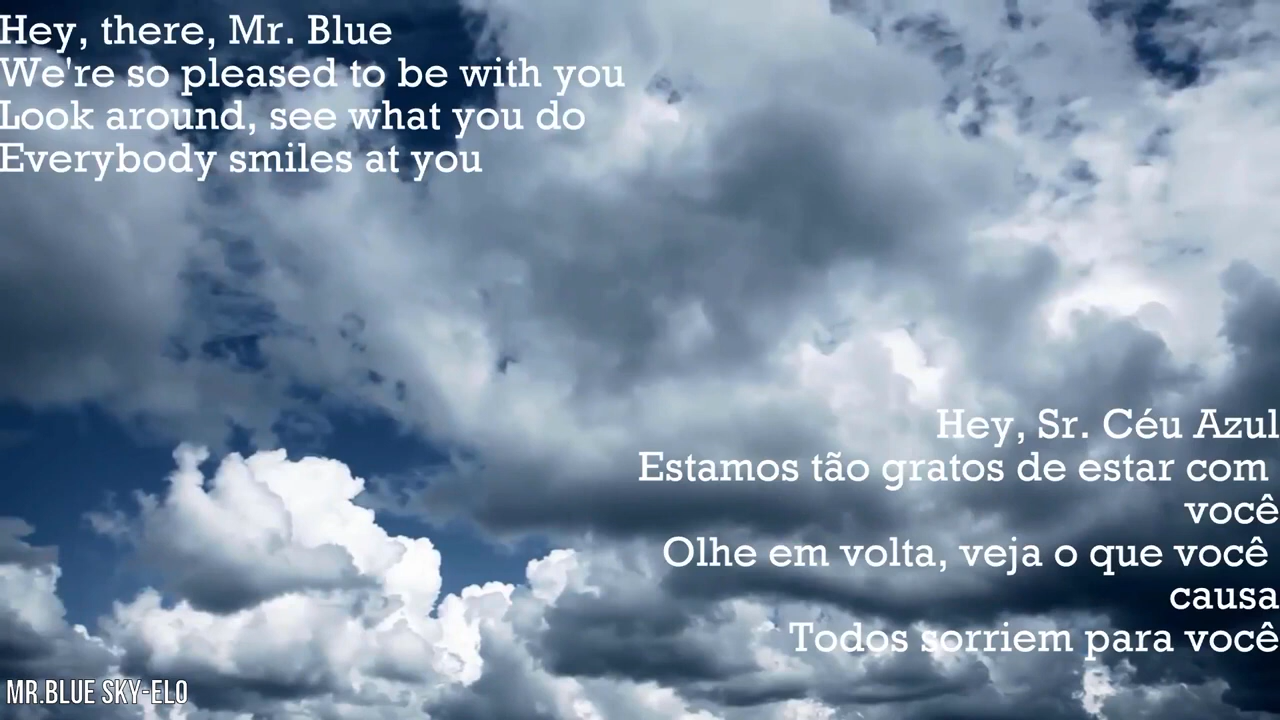 Hey, there, Mr. Blue
We're so pleased to be with you
Look around, see what you do
Everybody smiles at you
Hey, Sr. Céu Azul
Estamos tão gratos de estar com
você
Olhe em volta, veja o que você
causa
Todos sorriem para você
MR.BLUE SKY-ELO